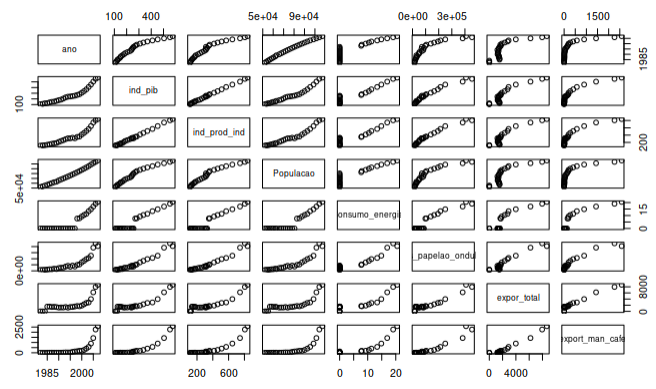 100 400 5e+04 9e+04 0e+00 3e+05 0 1500
ano 1985
100 ind_pib
ind_prod_ind 200
5e+04 Populacao
onsumo_energi 15 0
0e+00 _papelao_ondul
expor_total 8000 0
2500 0 export_man_cafe
1985 2000 200 600 0 10 20 0 4000